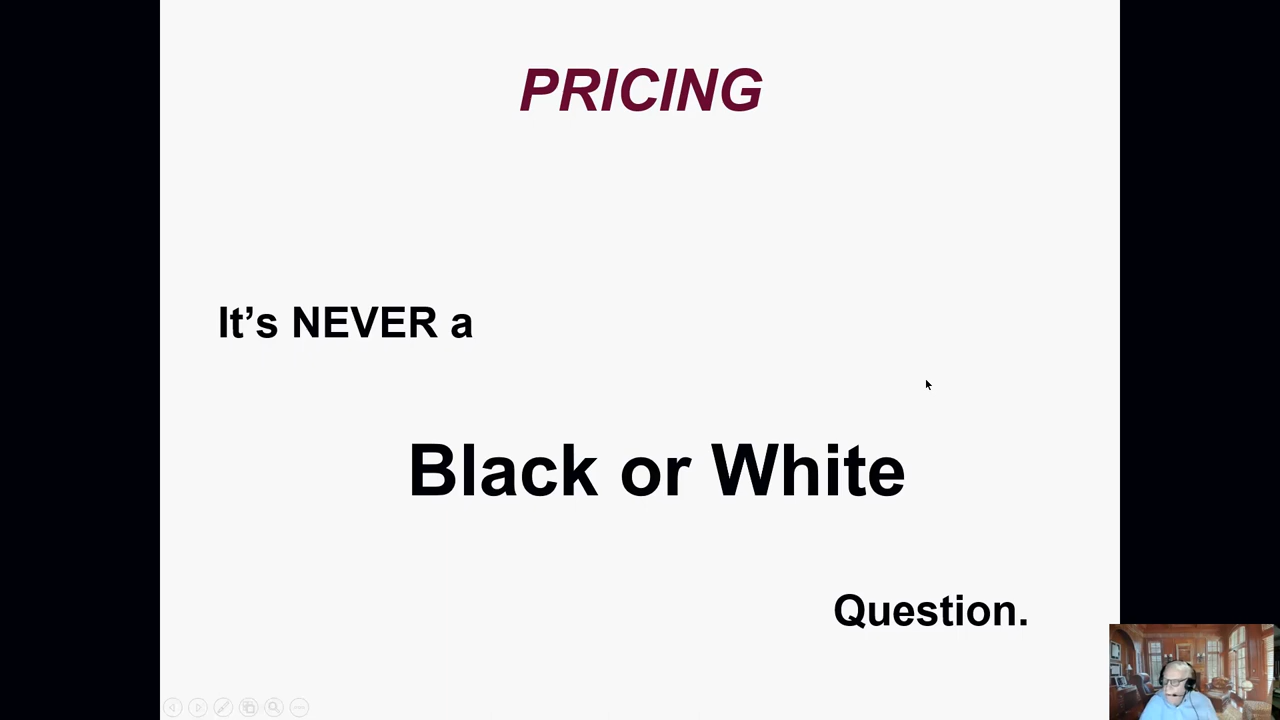 PRICING
It’s NEVER a
Black or White
Question.